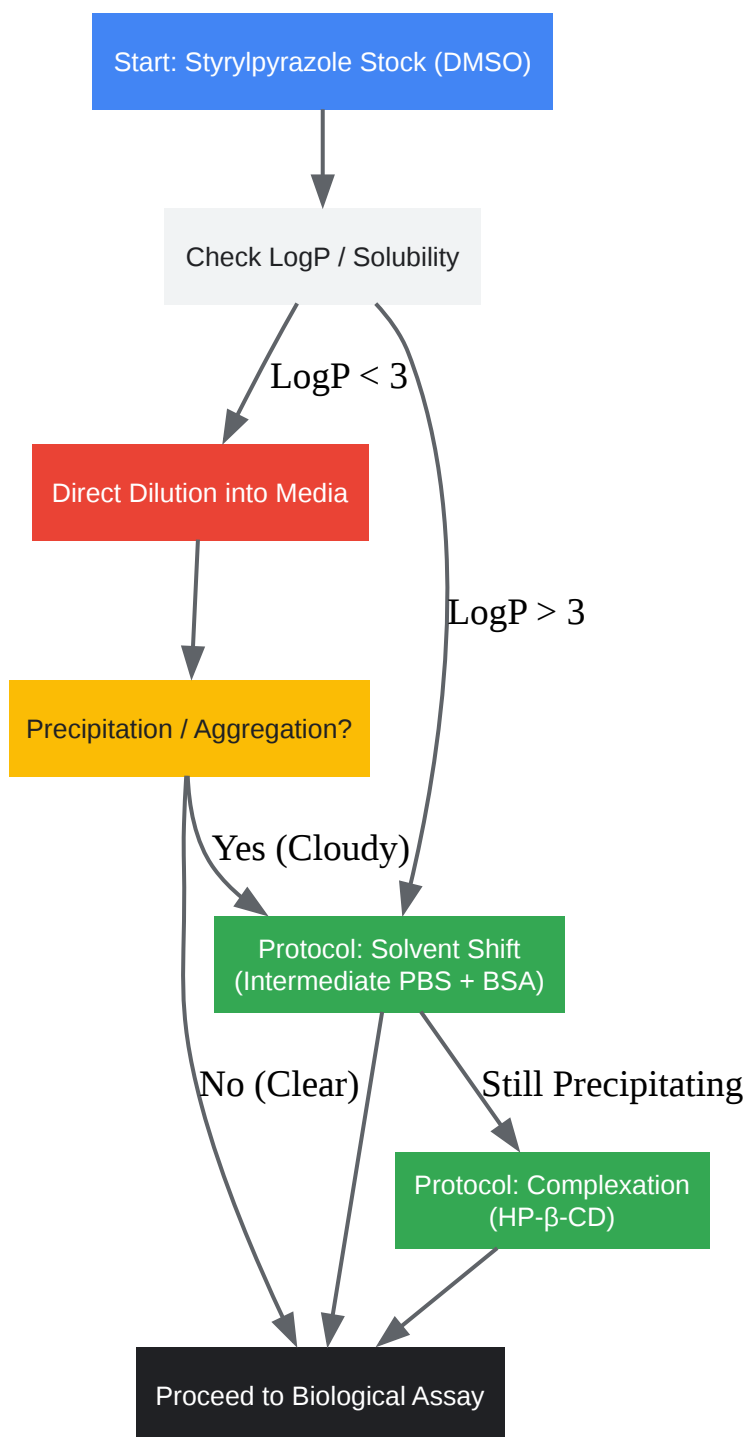 Start: Styrylpyrazole Stock (DMSO)
Check LogP / Solubility
LogP < 3
Direct Dilution into Media
LogP > 3
Precipitation / Aggregation?
Yes (Cloudy)
Protocol: Solvent Shift
(Intermediate PBS + BSA)
No (Clear)
Still Precipitating
Protocol: Complexation
(HP-β-CD)
Proceed to Biological Assay